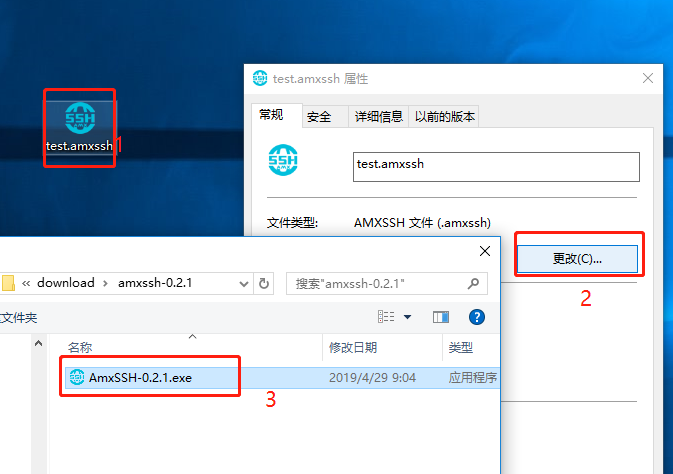 SSH
AMX
test.amxssh
1
test.amxssh 属性
常规
安全
详细信息
以前的版本
SSH
test.amxssh
文件类型:
AMXSSH 文件 (.amxssh)
更改(C)...
2
« download › amxssh-0.2.1
搜索"amxssh-0.2.1"
文件夹
?
名称
修改日期
类型
AmxSSH-0.2.1.exe
2019/4/29 9:04
应用程序
3